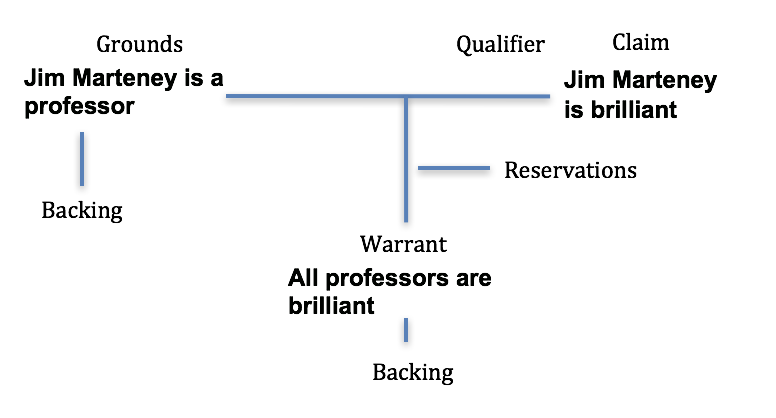 Grounds
Qualifier
Claim
Jim Marteney is a
professor
Jim Marteney
is brilliant
Reservations
Backing
Warrant
All professors are
brilliant
Backing